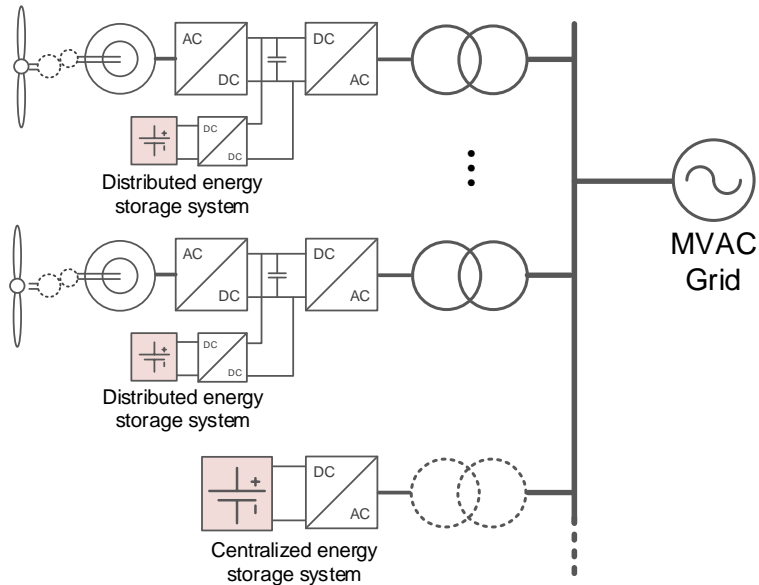 AC
DC
DC
AC
DC
DC
+
Distributed energy
storage system
MVAC
Grid
AC
DC
DC
AC
DC
DC
+
Distributed energy
storage system
DC
AC
+
Centralized energy
storage system